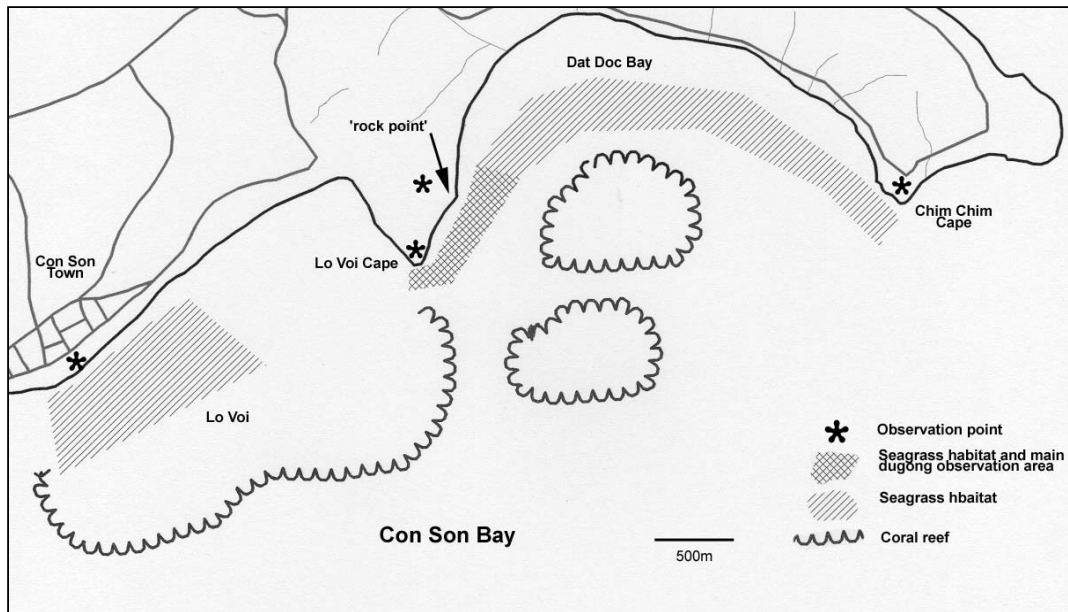 Dat Doc Bay
'rock point'
Chim Chim
Cape
Con Son
Town
Lo Voi Cape
Lo Voi
Observation point
Seagrass habitat and main
dugong observation area
Seagrass hbaitat
Coral reef
Con Son Bay
500m